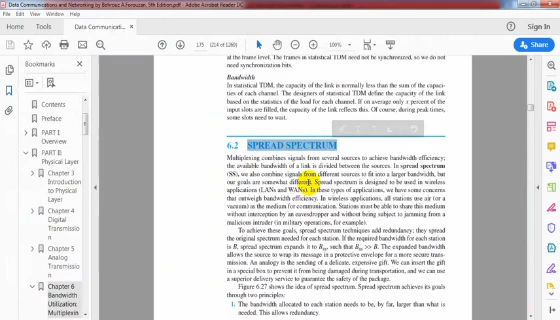 Data Communications and Networking by Behrouz A.Forouzan, 5th Edition.pdf - Adobe Acrobat Reader DC
File Edit View Window Help
Home Tools Data Communicati...
Sign In
175 (214 of 1269) 100%
Share
Bookmarks
Contents
Preface
PART I: Overview
PART II: Physical Layer
Chapter 3 Introduction to Physical Layer
Chapter 4 Digital Transmission
Chapter 5 Analog Transmission
Chapter 6 Bandwidth Utilization: Multiplexin
at the frame level. The frames in statistical TDM need not be synchronized, so we do not
need synchronization bits.
Bandwidth
In statistical TDM, the capacity of the link is normally less than the sum of the capaci-
ties of each channel. The designers of statistical TDM define the capacity of the link
based on the statistics of the load for each channel. If on average only x percent of the
input slots are filled, the capacity of the link reflects this. Of course, during peak times,
some slots need to wait.
6.2 SPREAD SPECTRUM
Multiplexing combines signals from several sources to achieve bandwidth efficiency;
the available bandwidth of a link is divided between the sources. In spread spectrum
(SS), we also combine signals from different sources to fit into a larger bandwidth, but
our goals are somewhat different. Spread spectrum is designed to be used in wireless
applications (LANs and WANs). In these types of applications, we have some concerns
that outweigh bandwidth efficiency. In wireless applications, all stations use air (or a
vacuum) as the medium for communication. Stations must be able to share this medium
without interception by an eavesdropper and without being subject to jamming from a
malicious intruder (in military operations, for example).
To achieve these goals, spread spectrum techniques add redundancy; they spread
the original spectrum needed for each station. If the required bandwidth for each station
is B, spread spectrum expands it to Bss, such that Bss >> B. The expanded bandwidth
allows the source to wrap its message in a protective envelope for a more secure trans-
mission. An analogy is the sending of a delicate, expensive gift. We can insert the gift
in a special box to prevent it from being damaged during transportation, and we can use
a superior delivery service to guarantee the safety of the package.
Figure 6.27 shows the idea of spread spectrum. Spread spectrum achieves its goals
through two principles:
1. The bandwidth allocated to each station needs to be, by far, larger than what is
needed. This allows redundancy.